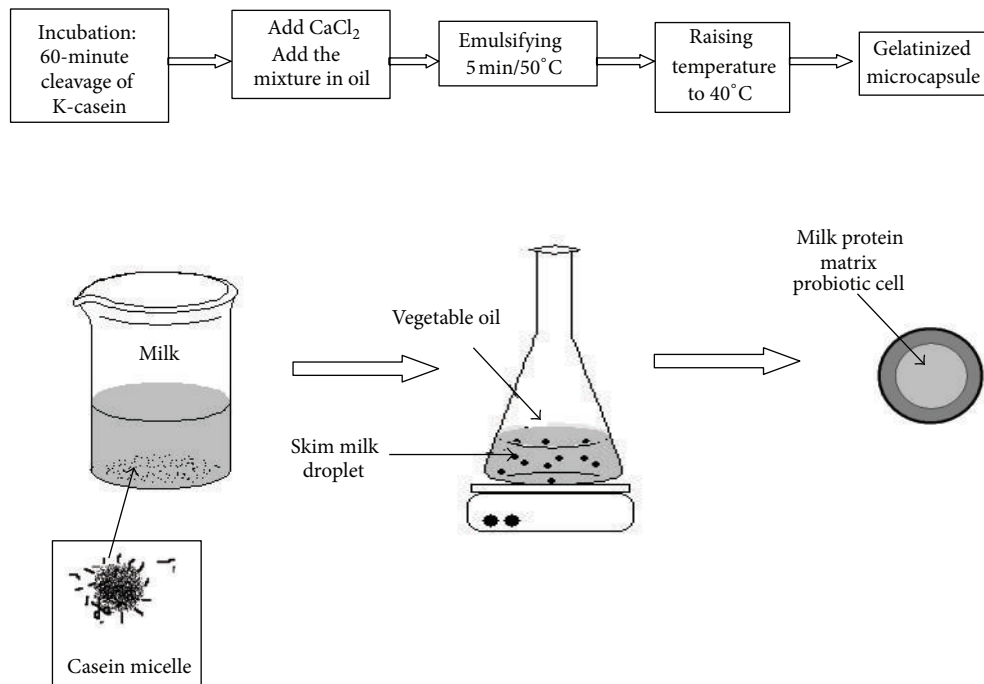 Incubation:
60-minute
cleavage of
K-casein
Add CaCl₂
Add the
mixture in oil
Emulsifying
5 min/50°C
Raising
temperature
to 40°C
Gelatinized
microcapsule
Milk
Casein micelle
Vegetable oil
Skim milk
droplet
Milk protein
matrix
probiotic cell